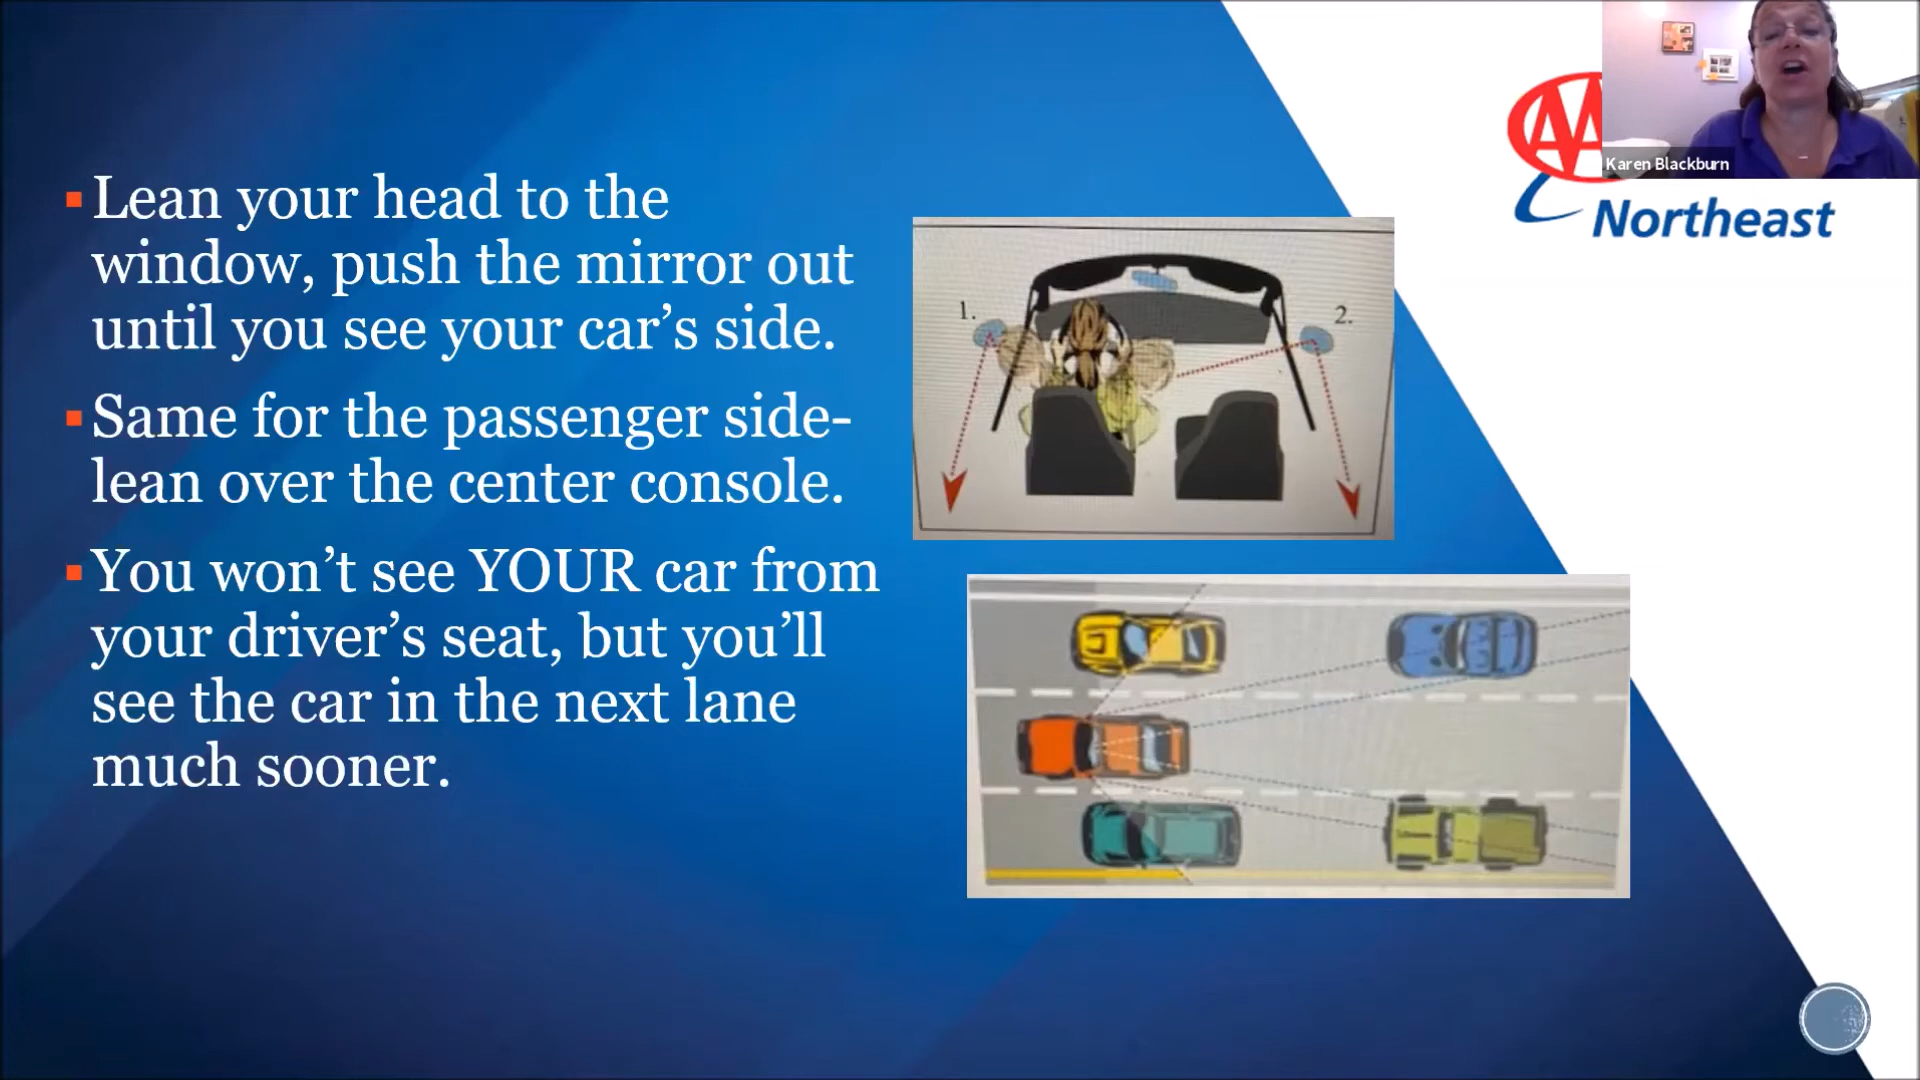 Lean your head to the
window, push the mirror out
until you see your car’s side.
Same for the passenger side-
lean over the center console.
You won’t see YOUR car from
your driver’s seat, but you’ll
see the car in the next lane
much sooner.
1.
2.
AA
Northeast
Karen Blackburn